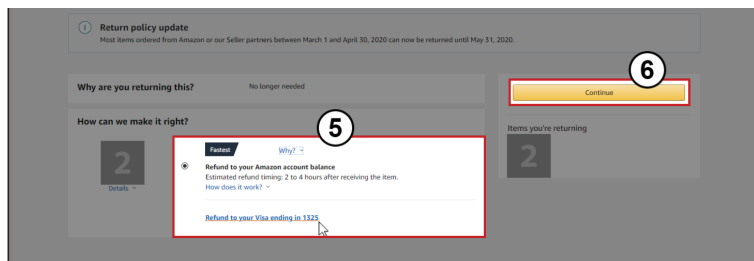 Return policy update
Most items ordered from Amazon or our Seller partners between March 1 and April 30, 2020 can now be returned until May 31, 2020.
Why are you returning this?
No longer needed
6
Continue
How can we make it right?
5
2
Details
Fastest
Why?
Refund to your Amazon account balance
Estimated refund timing: 2 to 4 hours after receiving the item.
How does it work?
Refund to your Visa ending in 1325
Items you're returning
2